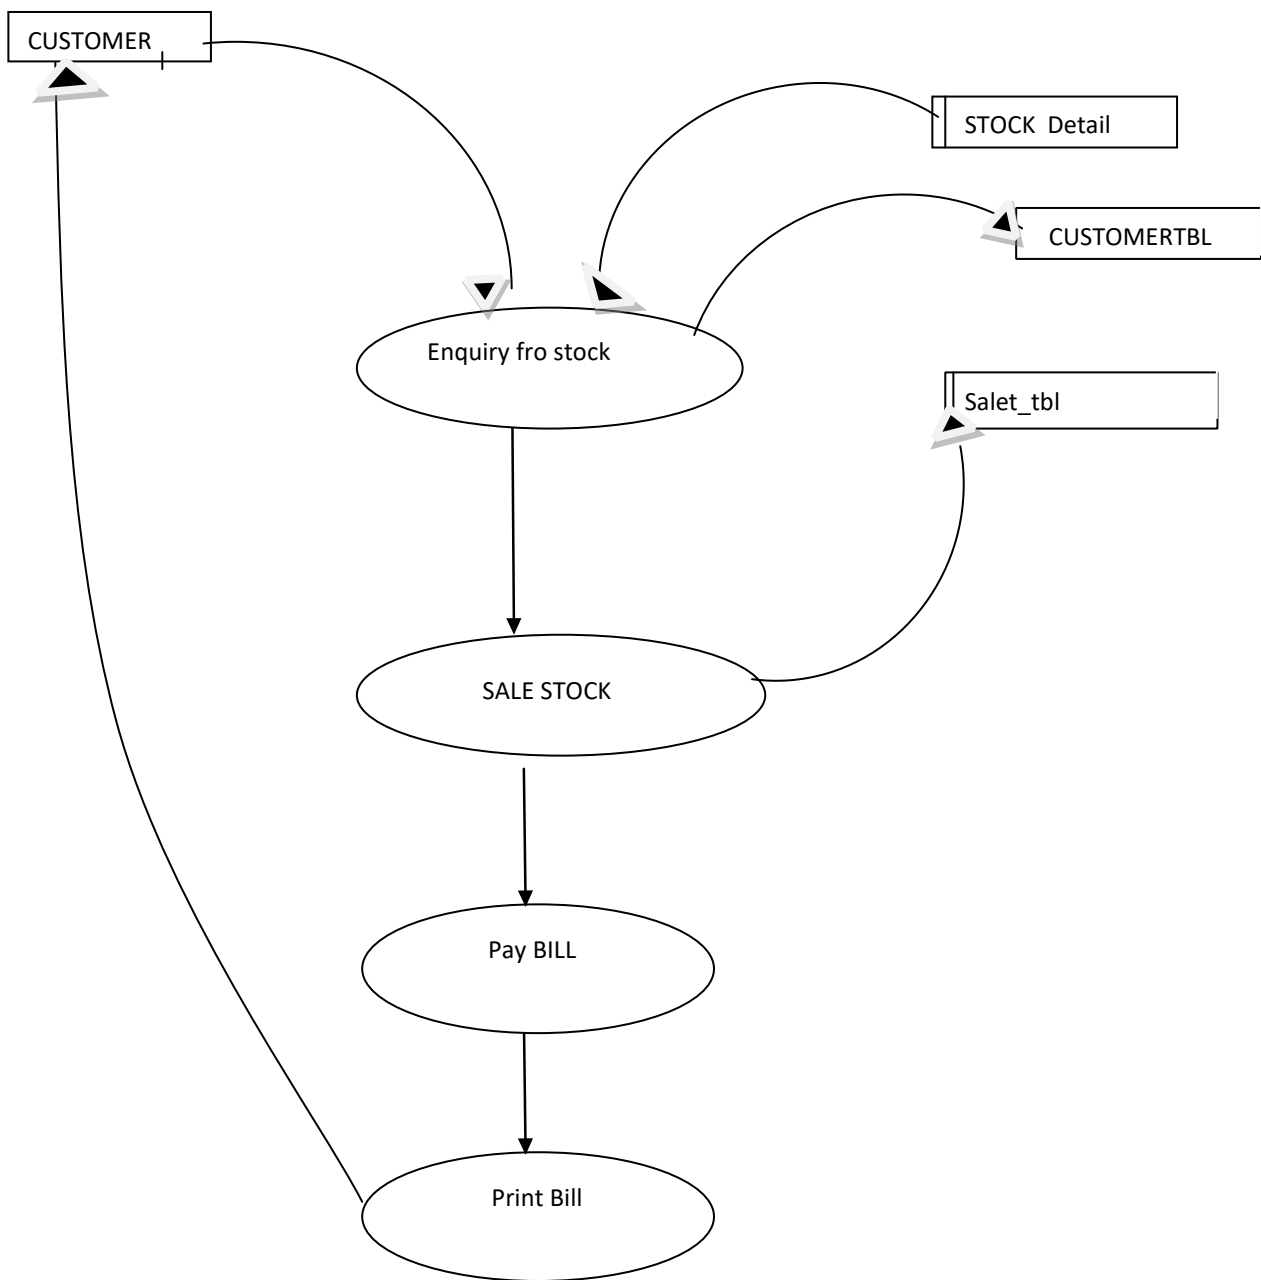 CUSTOMER
STOCK Detail
CUSTOMERTBL
Enquiry fro stock
Salet_tbl
SALE STOCK
Pay BILL
Print Bill